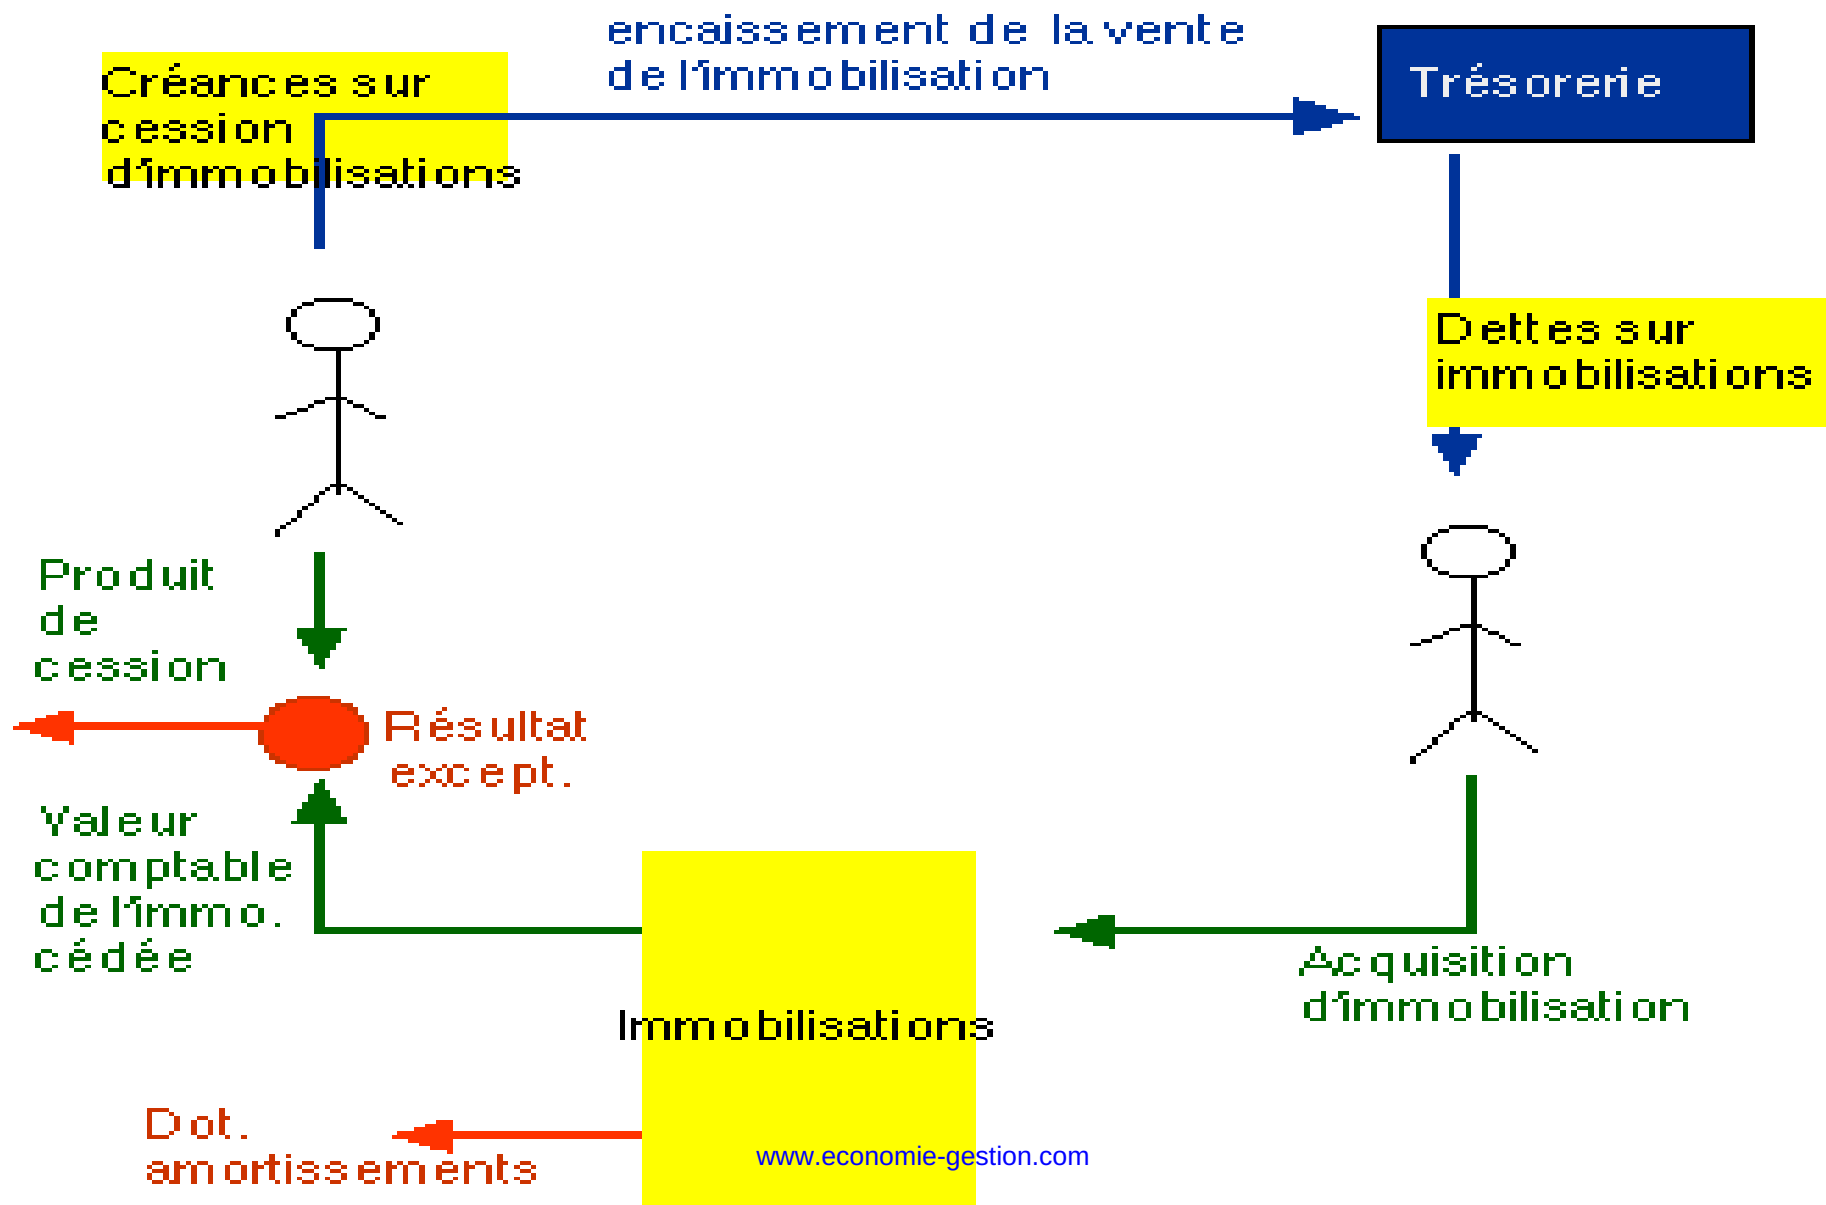 encaissement de la vente
de l'immobilisation
Trésorerie
Créances sur
cession
d'immobilisations
Dettes sur
immobilisations
Produit
de
cession
Résultat
except.
Valeur
comptable
de l'immo.
cédée
Acquisition
d'immobilisation
Immobilisations
Dot.
amortissements
www.economie-gestion.com